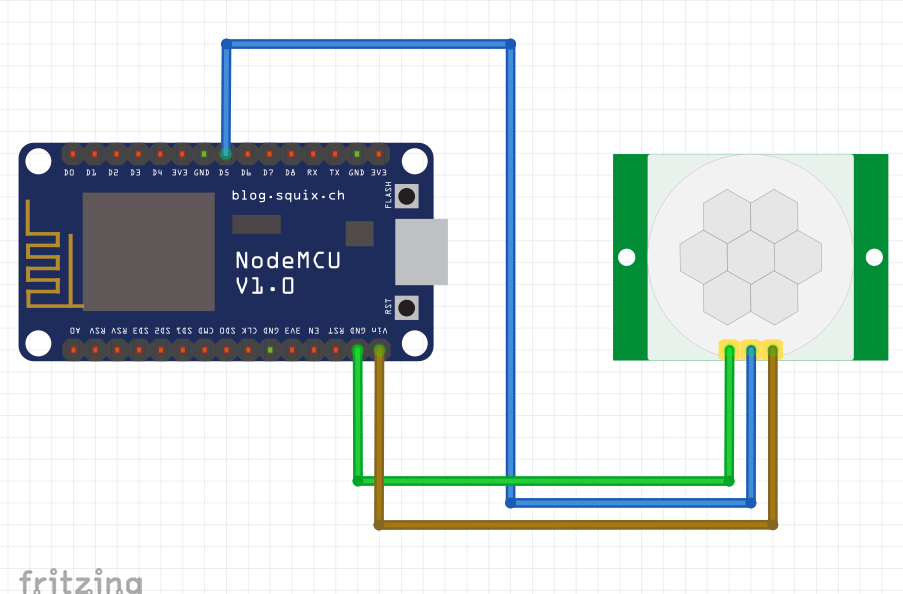 D0 D1 D2 D3 D4 3V3 GND D5 D6 D7 D8 RX TX GND 3V3
blog.squix.ch
FLASH
NodeMCU
V1.0
RST
A0 RSV RSV SD3 SD2 SD1 CMD SD0 CLK GND 3V3 EN RST GND Vin
fritzing